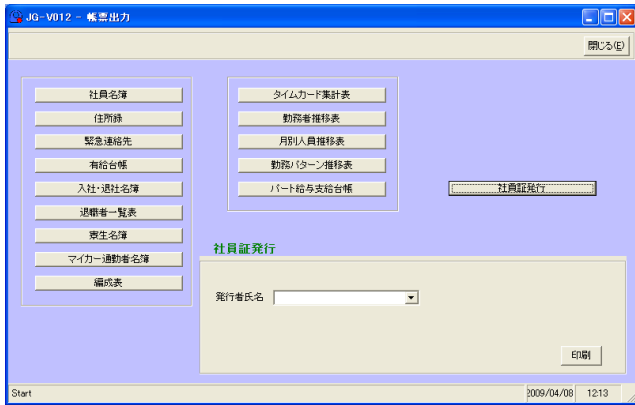 JG-V012 - 帳票出力
閉じる(E)
社員名簿
住所録
緊急連絡先
有給台帳
入社・退社名簿
退職者一覧表
寮生名簿
マイカー通勤者名簿
編成表
タイムカード集計表
勤務者推移表
月別人員推移表
勤務パターン推移表
パート給与支給台帳
社員証発行
社員証発行
発行者氏名
印刷
Start
2009/04/08
12:13